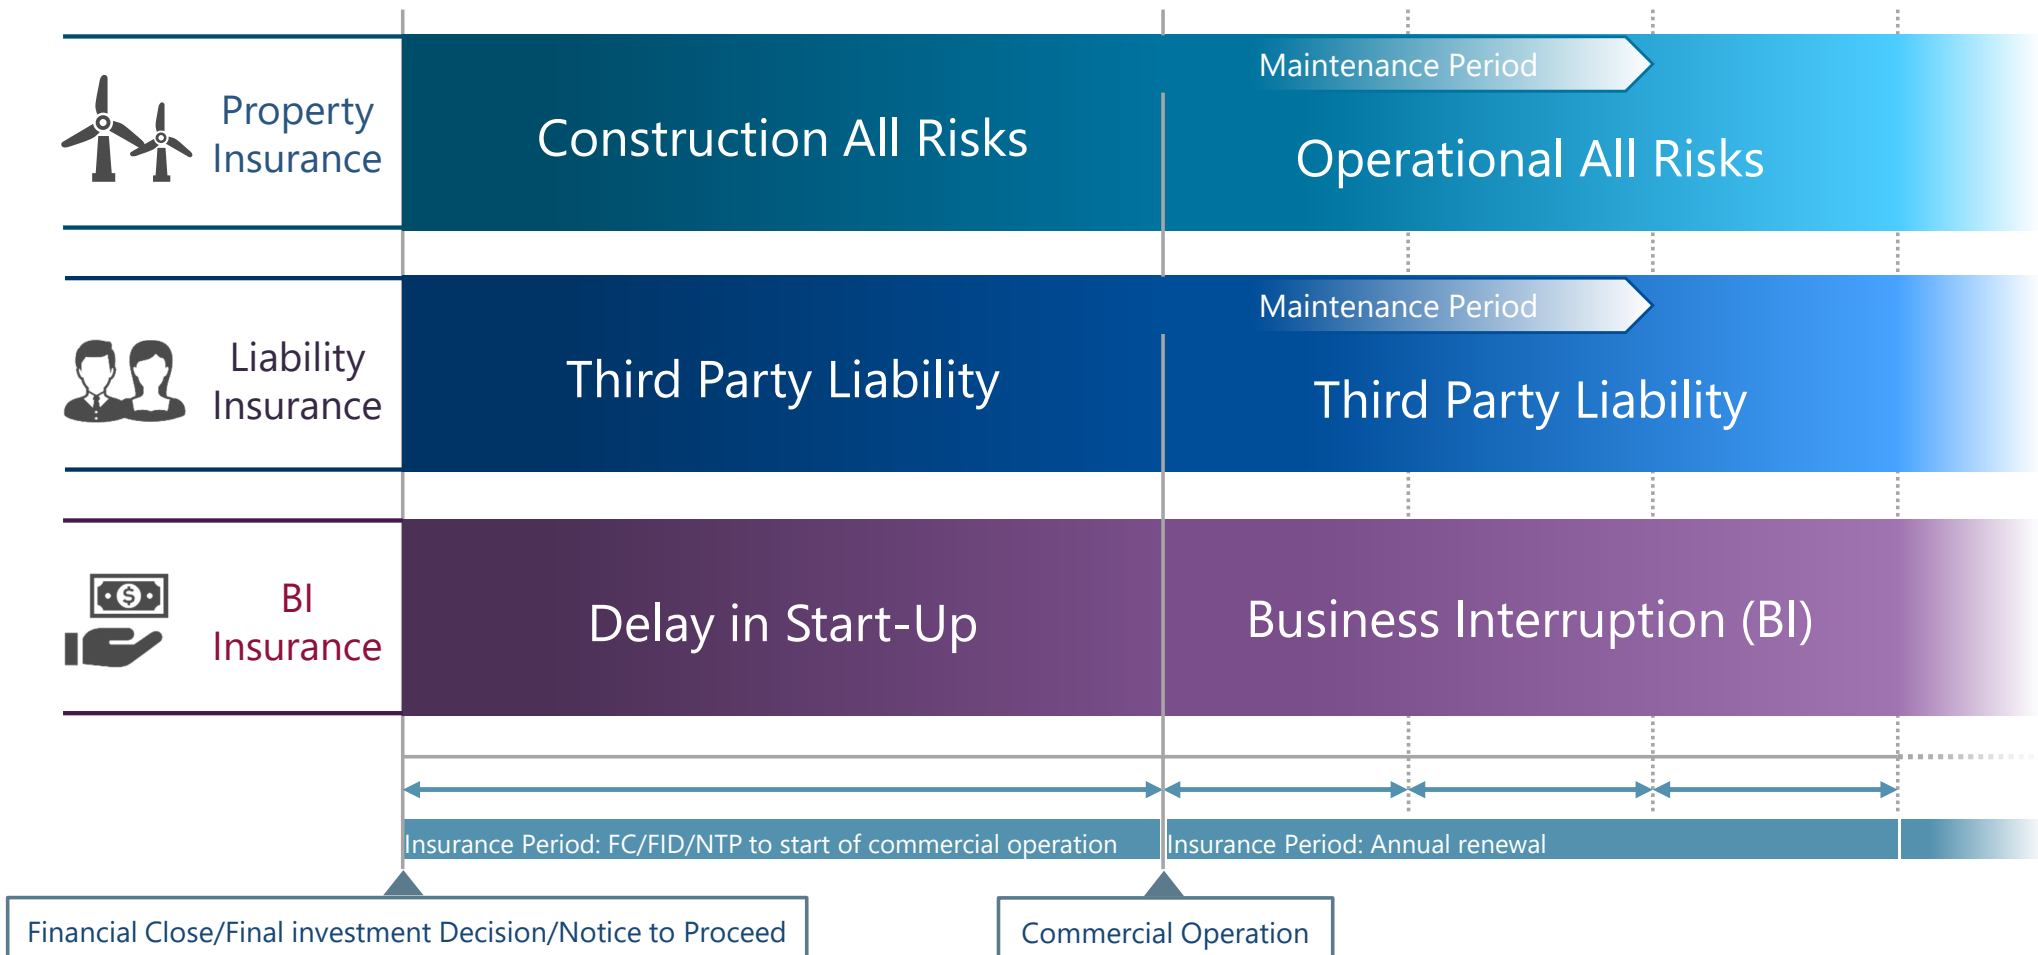 Property
Insurance
Construction All Risks
Maintenance Period
Operational All Risks
Liability
Insurance
Third Party Liability
Maintenance Period
Third Party Liability
$
BI
Insurance
Delay in Start-Up
Business Interruption (BI)
Insurance Period: FC/FID/NTP to start of commercial operation
Insurance Period: Annual renewal
Financial Close/Final investment Decision/Notice to Proceed
Commercial Operation